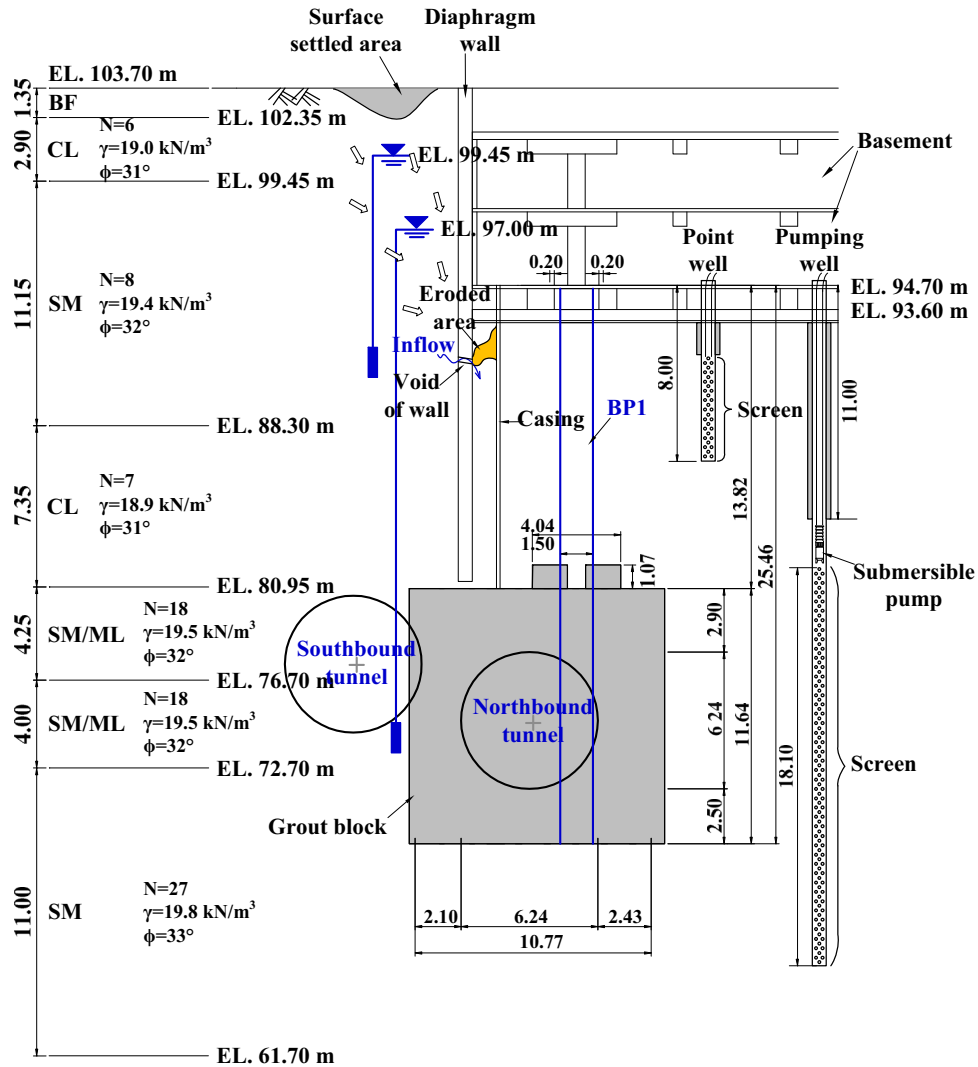 Surface
settled area
Diaphragm
wall
EL. 103.70 m
1.35
BF
EL. 102.35 m
2.90
CL
N=6
γ=19.0 kN/m³
ϕ=31°
EL. 99.45 m
EL. 99.45 m
EL. 97.00 m
Basement
Point
well
Pumping
well
0.20
0.20
EL. 94.70 m
EL. 93.60 m
11.15
SM
N=8
γ=19.4 kN/m³
ϕ=32°
Eroded
area
Inflow
Void
of wall
8.00
11.00
Screen
Casing
BP1
EL. 88.30 m
7.35
CL
N=7
γ=18.9 kN/m³
ϕ=31°
13.82
25.46
4.04
1.50
1.07
Submersible
pump
EL. 80.95 m
4.25
SM/ML
N=18
γ=19.5 kN/m³
ϕ=32°
Southbound
tunnel
EL. 76.70 m
2.90
4.00
SM/ML
N=18
γ=19.5 kN/m³
ϕ=32°
Northbound
tunnel
6 24
11.64
18.10
Screen
EL. 72.70 m
2.50
Grout block
11.00
SM
N=27
γ=19.8 kN/m³
ϕ=33°
2.10
6.24
2.43
10.77
EL. 61.70 m